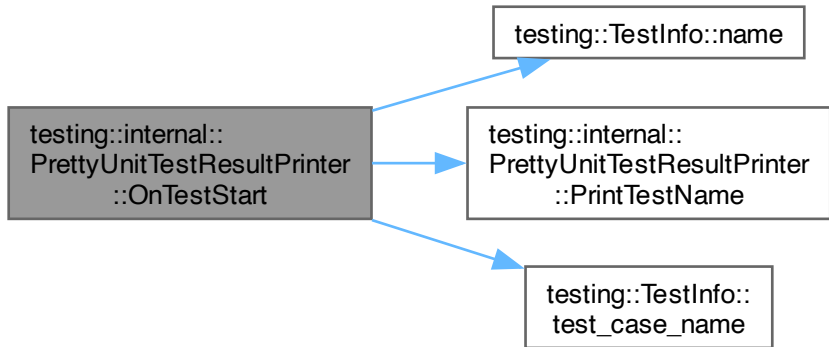 testing::internal::
PrettyUnitTestResultPrinter
::OnTestStart
testing::TestInfo::name
testing::internal::
PrettyUnitTestResultPrinter
::PrintTestName
testing::TestInfo::
test_case_name